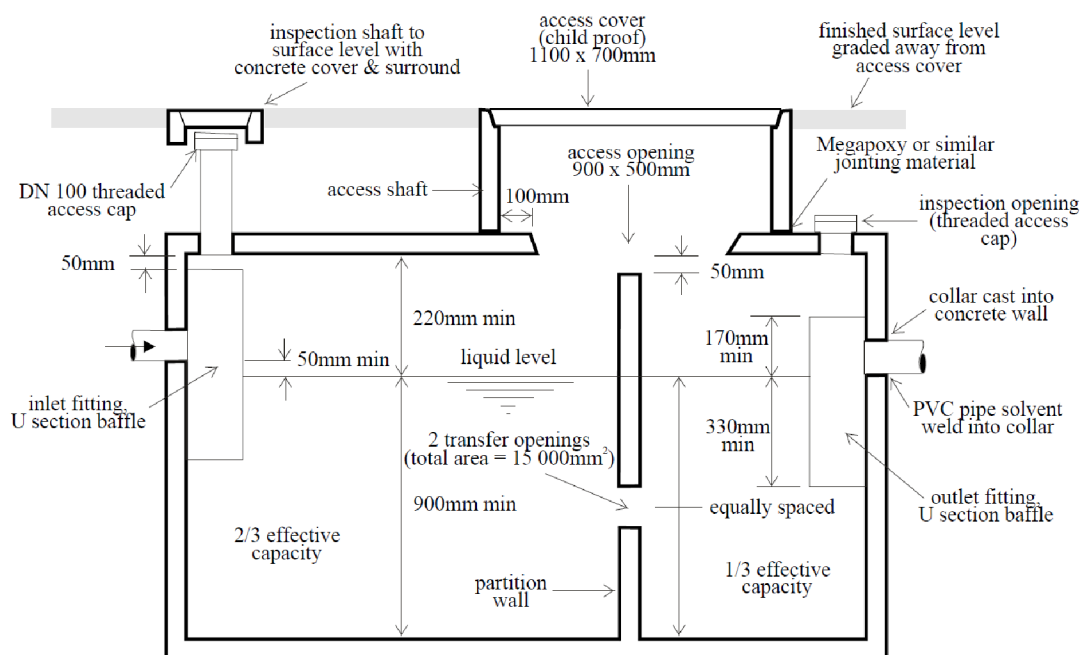 inspection shaft to
surface level with
concrete cover & surround
access cover
(child proof)
1100 x 700mm
finished surface level
graded away from
access cover
DN 100 threaded
access cap
access shaft
100mm
access opening
900 x 500mm
Megapoxy or similar
jointing material
inspection opening
(threaded access
cap)
50mm
50mm
220mm min
170mm
min
collar cast into
concrete wall
50mm min
liquid level
inlet fitting,
U section baffle
PVC pipe solvent
weld into collar
2 transfer openings
(total area = 15 000mm²)
330mm
min
900mm min
equally spaced
outlet fitting,
U section baffle
2/3 effective
capacity
partition
wall
1/3 effective
capacity